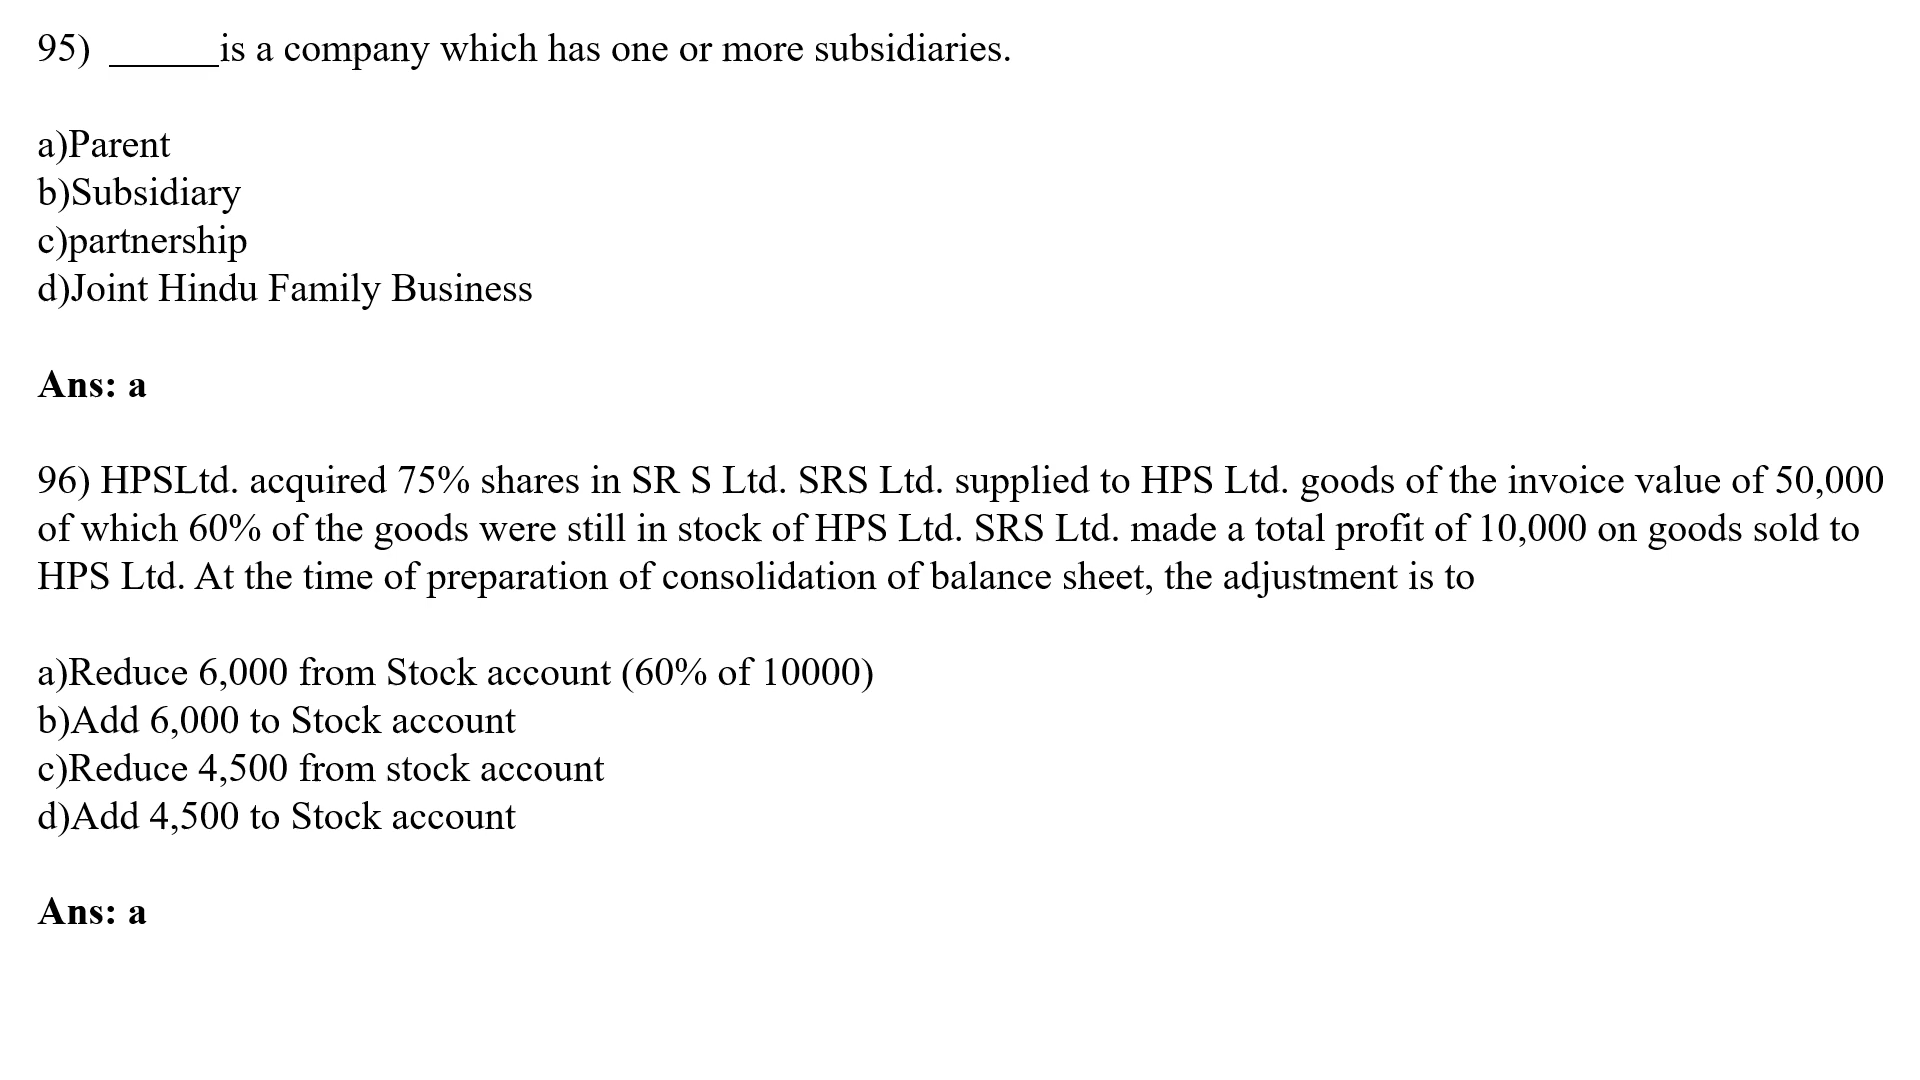 95) ______is a company which has one or more subsidiaries.
a)Parent
b)Subsidiary
c)partnership
d)Joint Hindu Family Business
Ans: a
96) HPSLtd. acquired 75% shares in SR S Ltd. SRS Ltd. supplied to HPS Ltd. goods of the invoice value of 50,000
of which 60% of the goods were still in stock of HPS Ltd. SRS Ltd. made a total profit of 10,000 on goods sold to
HPS Ltd. At the time of preparation of consolidation of balance sheet, the adjustment is to
a)Reduce 6,000 from Stock account (60% of 10000)
b)Add 6,000 to Stock account
c)Reduce 4,500 from stock account
d)Add 4,500 to Stock account
Ans: a